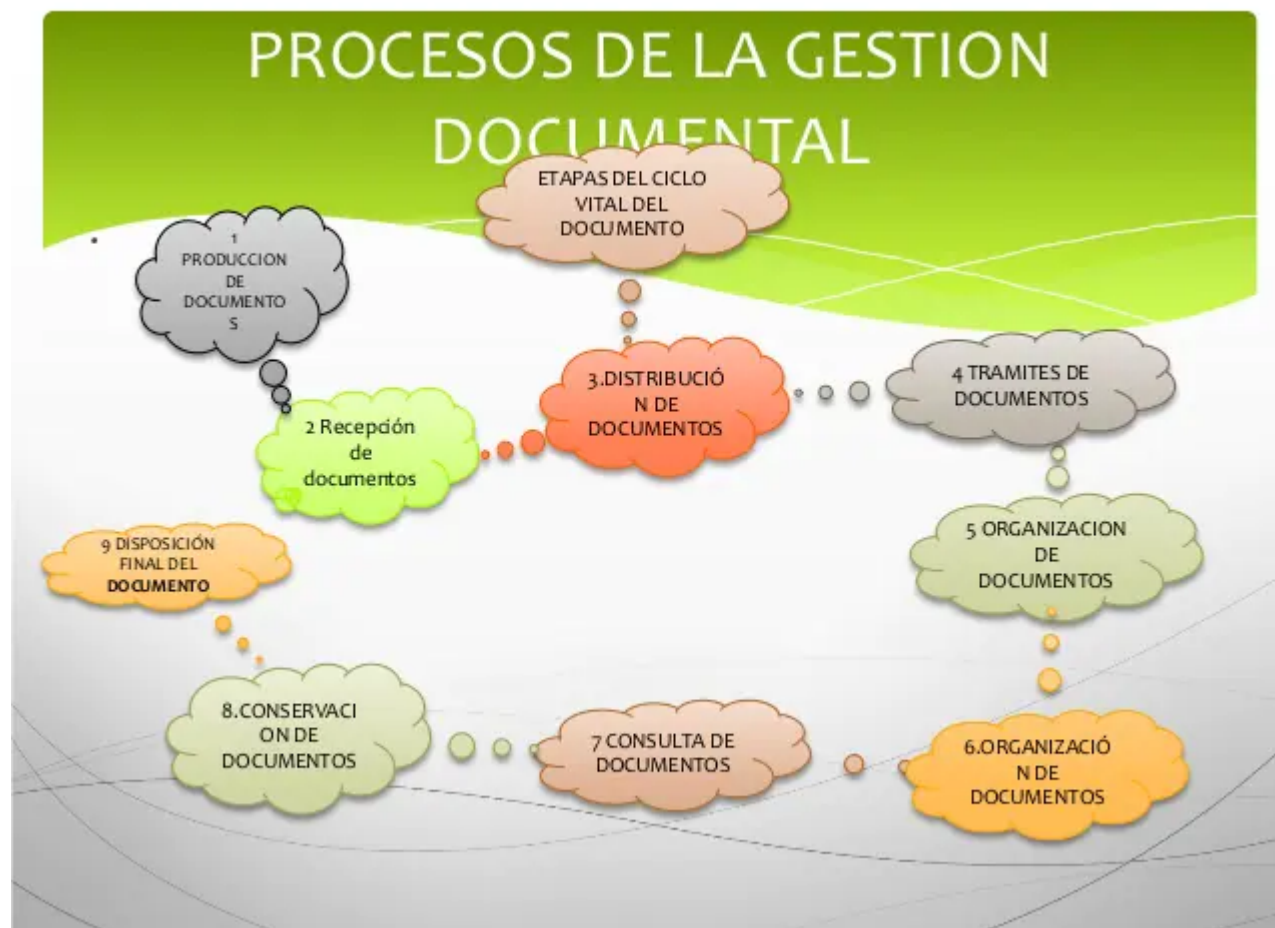 PROCESOS DE LA GESTION
DOCUMENTAL
ETAPAS DEL CICLO
VITAL DEL
DOCUMENTO
1
PRODUCCION
DE
DOCUMENTO
S
2 Recepción
de
documentos
3.DISTRIBUCIÓ
N DE
DOCUMENTOS
4 TRAMITES DE
DOCUMENTOS
5 ORGANIZACION
DE
DOCUMENTOS
6.ORGANIZACIÓ
N DE
DOCUMENTOS
7 CONSULTA DE
DOCUMENTOS
8.CONSERVACI
ON DE
DOCUMENTOS
9 DISPOSICIÓN
FINAL DEL
DOCUMENTO